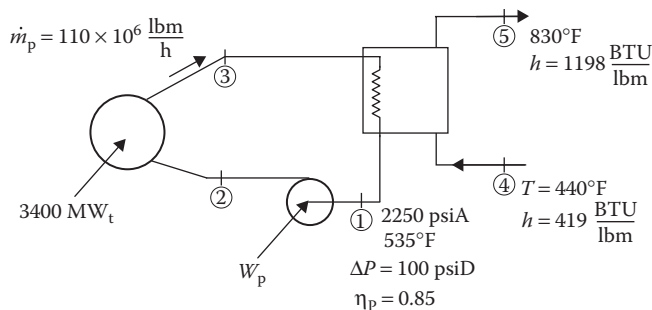 ṁp = 110 × 10⁶ lbm/h
③
⑤ 830°F
h = 1198 BTU/lbm
3400 MWt
②
① 2250 psiA
535°F
ΔP = 100 psiD
ηP = 0.85
Wp
④ T = 440°F
h = 419 BTU/lbm